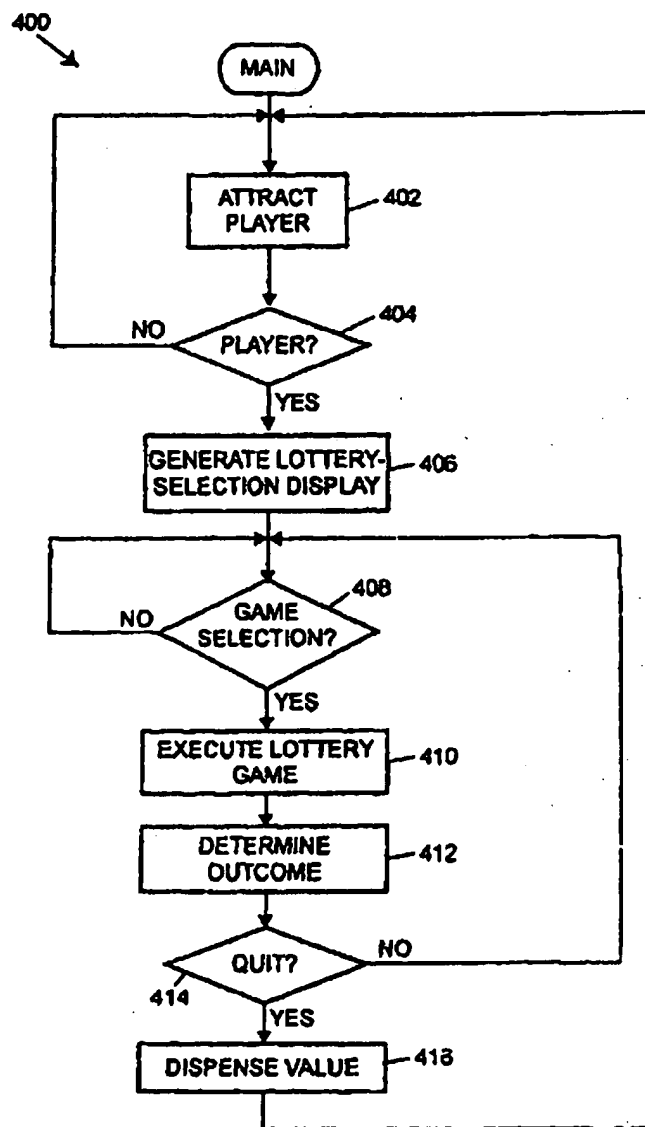 400
MAIN
ATTRACT
PLAYER
402
PLAYER?
404
NO
YES
GENERATE LOTTERY-
SELECTION DISPLAY
406
GAME
SELECTION?
408
NO
YES
EXECUTE LOTTERY
GAME
410
DETERMINE
OUTCOME
412
QUIT?
NO
414
YES
DISPENSE VALUE
416